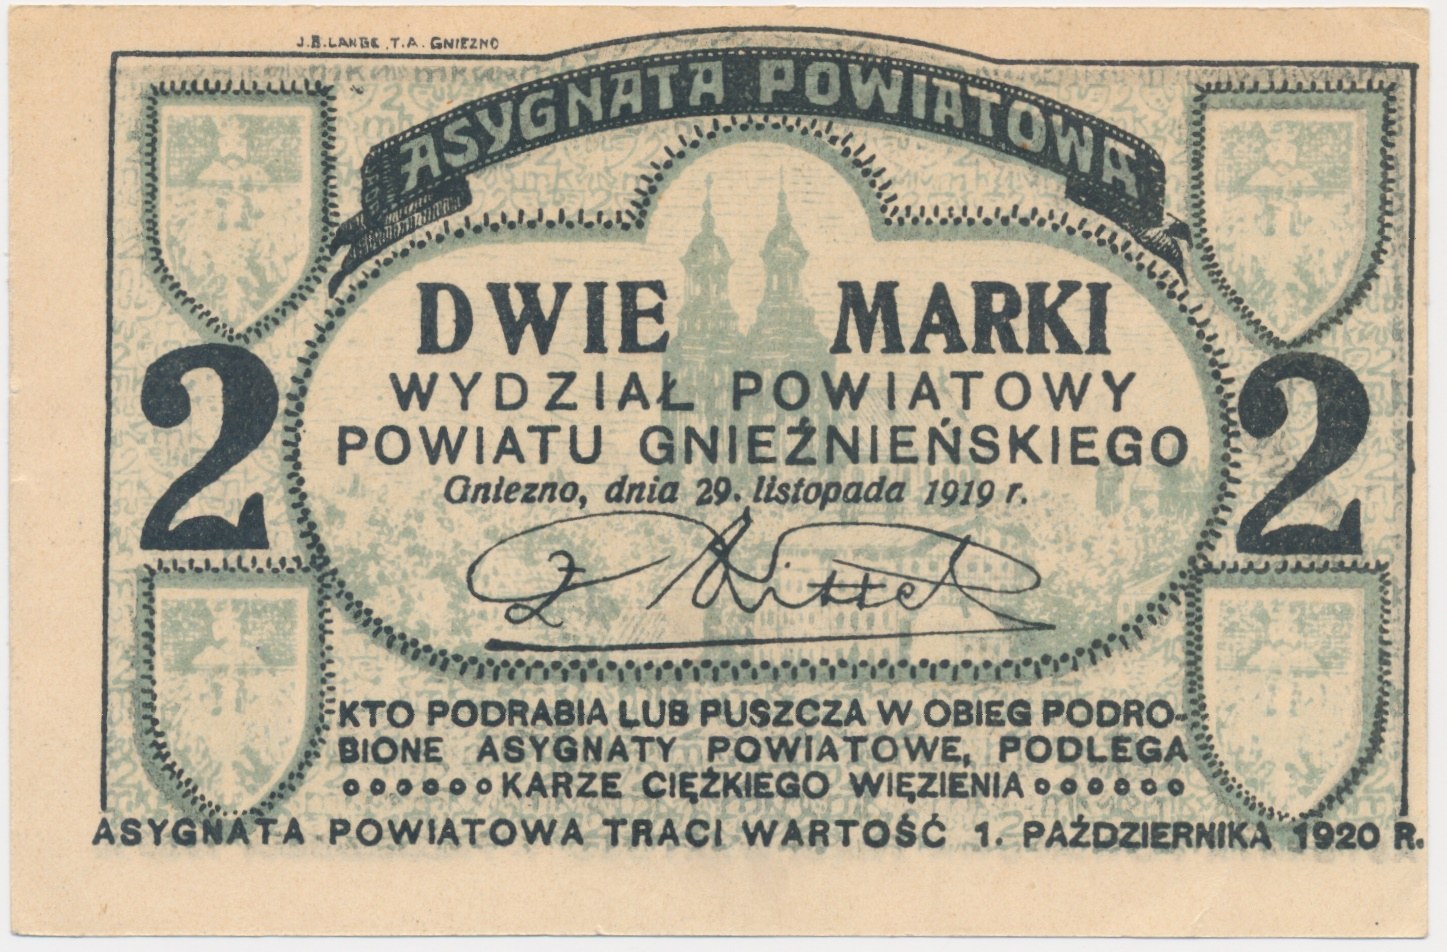 J.B.LANGE T.A. GNIEZNO
ASYGNATA POWIATOWA
DWIE MARKI
WYDZIAŁ POWIATOWY
POWIATU GNIEŹNIEŃSKIEGO
Gniezno, dnia 29. listopada 1919 r.
2 2
KTO PODRABIA LUB PUSZCZA W OBIEG PODRO-
BIONE ASYGNATY POWIATOWE, PODLEGA
KARZE CIĘŻKIEGO WIĘZIENIA
ASYGNATA POWIATOWA TRACI WARTOŚĆ 1. PAŹDZIERNIKA 1920 R.